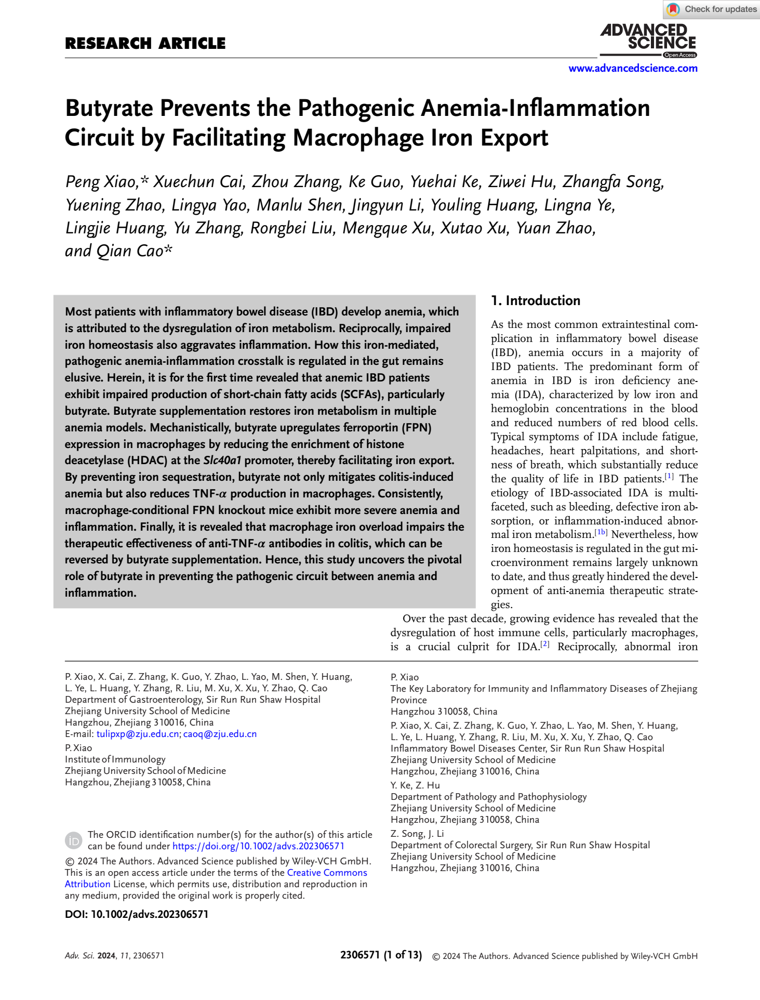 Check for updates
RESEARCH ARTICLE
ADVANCED
SCIENCE
Open Access
www.advancedscience.com
Butyrate Prevents the Pathogenic Anemia-Inflammation
Circuit by Facilitating Macrophage Iron Export
Peng Xiao,* Xuechun Cai, Zhou Zhang, Ke Guo, Yuehai Ke, Ziwei Hu, Zhangfa Song,
Yuening Zhao, Lingya Yao, Manlu Shen, Jingyun Li, Youling Huang, Lingna Ye,
Lingjie Huang, Yu Zhang, Rongbei Liu, Mengque Xu, Xutao Xu, Yuan Zhao,
and Qian Cao*
Most patients with inflammatory bowel disease (IBD) develop anemia, which
is attributed to the dysregulation of iron metabolism. Reciprocally, impaired
iron homeostasis also aggravates inflammation. How this iron-mediated,
pathogenic anemia-inflammation crosstalk is regulated in the gut remains
elusive. Herein, it is for the first time revealed that anemic IBD patients
exhibit impaired production of short-chain fatty acids (SCFAs), particularly
butyrate. Butyrate supplementation restores iron metabolism in multiple
anemia models. Mechanistically, butyrate upregulates ferroportin (FPN)
expression in macrophages by reducing the enrichment of histone
deacetylase (HDAC) at the Slc40a1 promoter, thereby facilitating iron export.
By preventing iron sequestration, butyrate not only mitigates colitis-induced
anemia but also reduces TNF-α production in macrophages. Consistently,
macrophage-conditional FPN knockout mice exhibit more severe anemia and
inflammation. Finally, it is revealed that macrophage iron overload impairs the
therapeutic effectiveness of anti-TNF-α antibodies in colitis, which can be
reversed by butyrate supplementation. Hence, this study uncovers the pivotal
role of butyrate in preventing the pathogenic circuit between anemia and
inflammation.
1. Introduction
As the most common extraintestinal com-
plication in inflammatory bowel disease
(IBD), anemia occurs in a majority of
IBD patients. The predominant form of
anemia in IBD is iron deficiency ane-
mia (IDA), characterized by low iron and
hemoglobin concentrations in the blood
and reduced numbers of red blood cells.
Typical symptoms of IDA include fatigue,
headaches, heart palpitations, and short-
ness of breath, which substantially reduce
the quality of life in IBD patients.[1] The
etiology of IBD-associated IDA is multi-
faceted, such as bleeding, defective iron ab-
sorption, or inflammation-induced abnor-
mal iron metabolism.[1b] Nevertheless, how
iron homeostasis is regulated in the gut mi-
croenvironment remains largely unknown
to date, and thus greatly hindered the devel-
opment of anti-anemia therapeutic strate-
gies.
Over the past decade, growing evidence has revealed that the
dysregulation of host immune cells, particularly macrophages,
is a crucial culprit for IDA.[2] Reciprocally, abnormal iron
P. Xiao, X. Cai, Z. Zhang, K. Guo, Y. Zhao, L. Yao, M. Shen, Y. Huang,
L. Ye, L. Huang, Y. Zhang, R. Liu, M. Xu, X. Xu, Y. Zhao, Q. Cao
Department of Gastroenterology, Sir Run Run Shaw Hospital
Zhejiang University School of Medicine
Hangzhou, Zhejiang 310016, China
E-mail: tulipxp@zju.edu.cn; caoq@zju.edu.cn
P. Xiao
Institute of Immunology
Zhejiang University School of Medicine
Hangzhou, Zhejiang 310058, China
iD
The ORCID identification number(s) for the author(s) of this article
can be found under https://doi.org/10.1002/advs.202306571
© 2024 The Authors. Advanced Science published by Wiley-VCH GmbH.
This is an open access article under the terms of the Creative Commons
Attribution License, which permits use, distribution and reproduction in
any medium, provided the original work is properly cited.
DOI: 10.1002/advs.202306571
P. Xiao
The Key Laboratory for Immunity and Inflammatory Diseases of Zhejiang
Province
Hangzhou 310058, China
P. Xiao, X. Cai, Z. Zhang, K. Guo, Y. Zhao, L. Yao, M. Shen, Y. Huang,
L. Ye, L. Huang, Y. Zhang, R. Liu, M. Xu, X. Xu, Y. Zhao, Q. Cao
Inflammatory Bowel Diseases Center, Sir Run Run Shaw Hospital
Zhejiang University School of Medicine
Hangzhou, Zhejiang 310016, China
Y. Ke, Z. Hu
Department of Pathology and Pathophysiology
Zhejiang University School of Medicine
Hangzhou, Zhejiang 310058, China
Z. Song, J. Li
Department of Colorectal Surgery, Sir Run Run Shaw Hospital
Zhejiang University School of Medicine
Hangzhou, Zhejiang 310016, China
Adv. Sci. 2024, 11, 2306571
2306571 (1 of 13)
© 2024 The Authors. Advanced Science published by Wiley-VCH GmbH